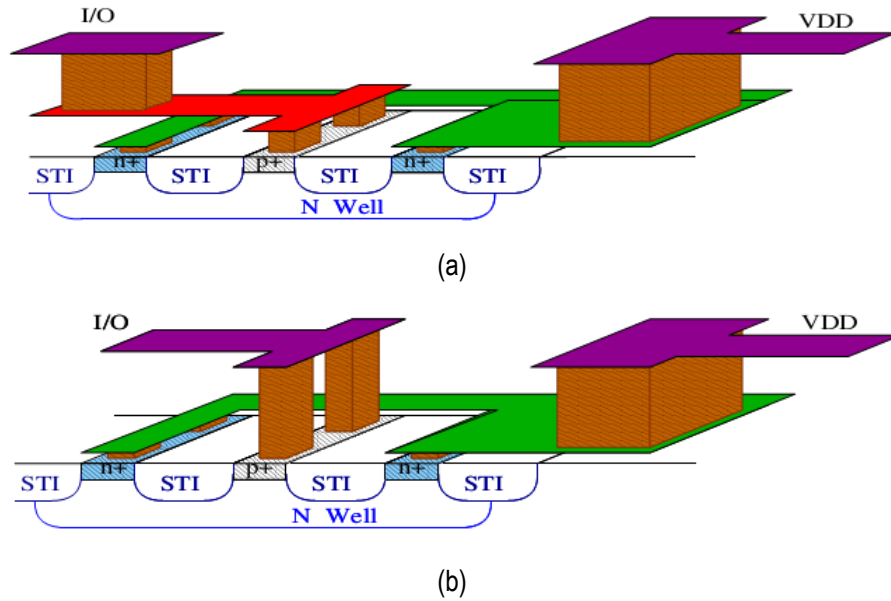 I/O
VDD
n+
p+
n+
STI
STI
STI
STI
N Well
(a)
I/O
VDD
n+
p+
n+
STI
STI
STI
STI
N Well
(b)